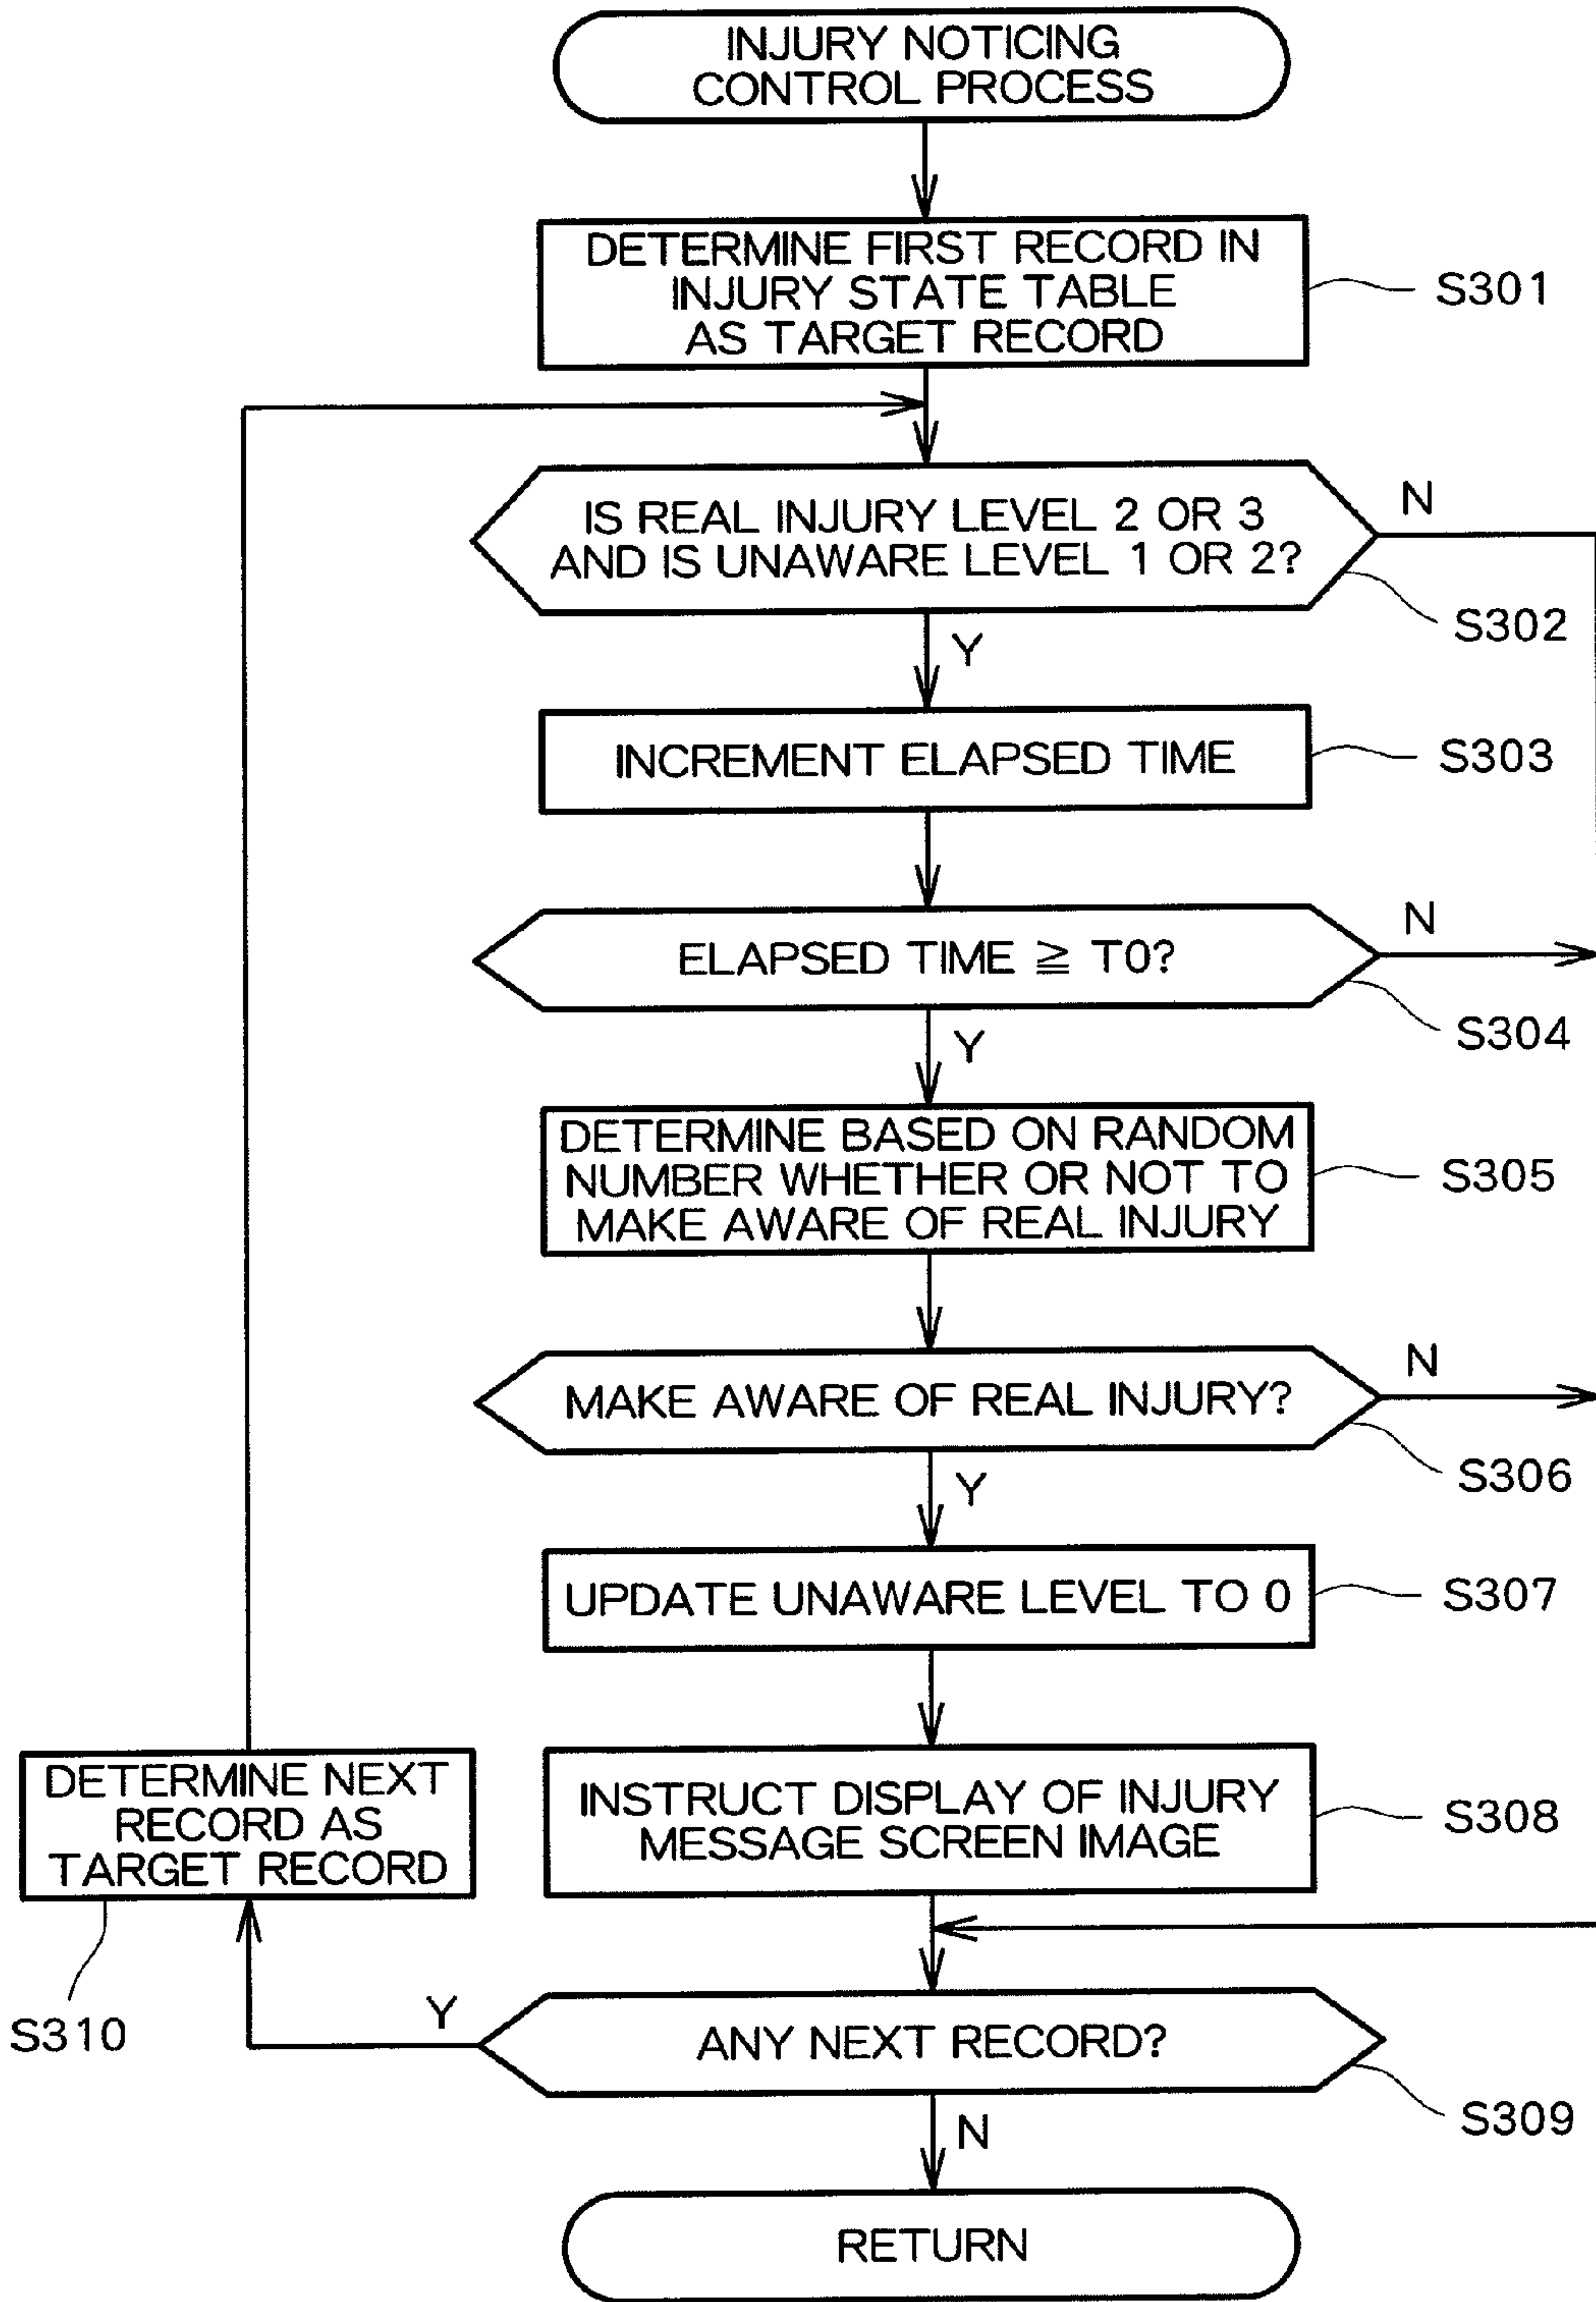 INJURY NOTICING
CONTROL PROCESS
DETERMINE FIRST RECORD IN
INJURY STATE TABLE
AS TARGET RECORD
S301
IS REAL INJURY LEVEL 2 OR 3
AND IS UNAWARE LEVEL 1 OR 2?
N
S302
Y
INCREMENT ELAPSED TIME
S303
ELAPSED TIME ≧ T0?
N
S304
Y
DETERMINE BASED ON RANDOM
NUMBER WHETHER OR NOT TO
MAKE AWARE OF REAL INJURY
S305
MAKE AWARE OF REAL INJURY?
N
S306
Y
UPDATE UNAWARE LEVEL TO 0
S307
INSTRUCT DISPLAY OF INJURY
MESSAGE SCREEN IMAGE
S308
DETERMINE NEXT
RECORD AS
TARGET RECORD
S310
Y
ANY NEXT RECORD?
S309
N
RETURN